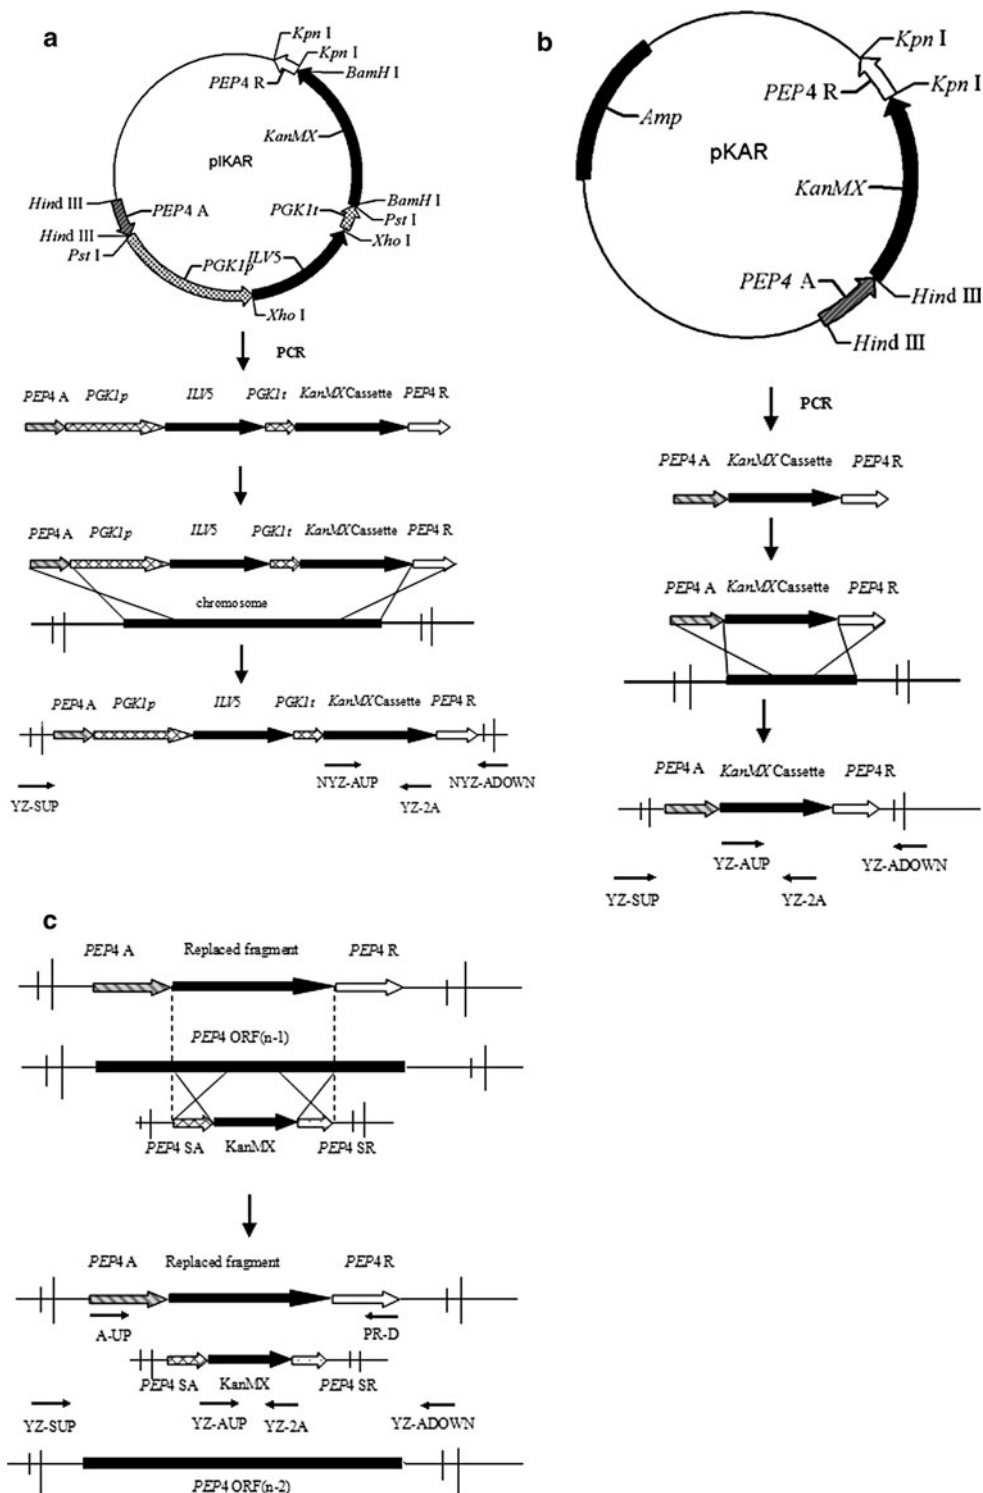 a
Kpn I
Kpn I
PEP4 R
BamH I
KanMX
pIKAR
Hind III
PEP4 A
PGK1t
BamH I
Pst I
Hind III
Xho I
Pst I
PGK1p
ILV5
Xho I
PCR
PEP4 A PGK1p ILV5 PGK1t KanMX Cassette PEP4 R
PEP4 A PGK1p ILV5 PGK1t KanMX Cassette PEP4 R
chromosome
PEP4 A PGK1p ILV5 PGK1t KanMX Cassette PEP4 R
NYZ-AUP NYZ-ADOWN
YZ-SUP YZ-2A
b
Kpn I
PEP4 R
Kpn I
Amp
pKAR
KanMX
PEP4 A
Hind III
Hind III
PCR
PEP4 A KanMX Cassette PEP4 R
PEP4 A KanMX Cassette PEP4 R
PEP4 A KanMX Cassette PEP4 R
YZ-AUP YZ-ADOWN
YZ-SUP YZ-2A
c
PEP4 A Replaced fragment PEP4 R
PEP4 ORF(n-1)
PEP4 SA KanMX PEP4 SR
PEP4 A Replaced fragment PEP4 R
A-UP PR-D
PEP4 SA KanMX PEP4 SR
YZ-SUP YZ-AUP YZ-2A YZ-ADOWN
PEP4 ORF(n-2)